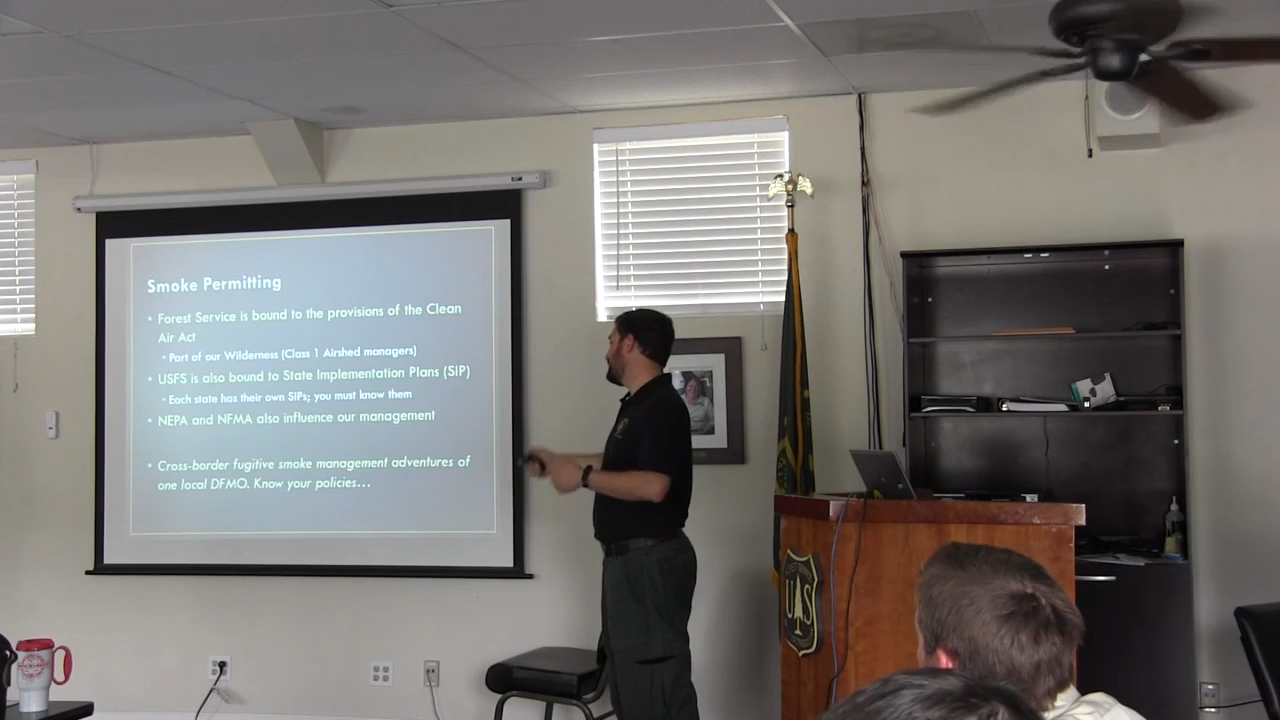 Smoke Permitting
• Forest Service is bound to the provisions of the Clean
Air Act
• Part of our Wilderness (Class 1 Airshed managers)
• USFS is also bound to State Implementation Plans (SIP)
• Each state has their own SIPs; you must know them
• NEPA and NFMA also influence our management
• Cross-border fugitive smoke management adventures of
one local DFMO. Know your policies…
U S